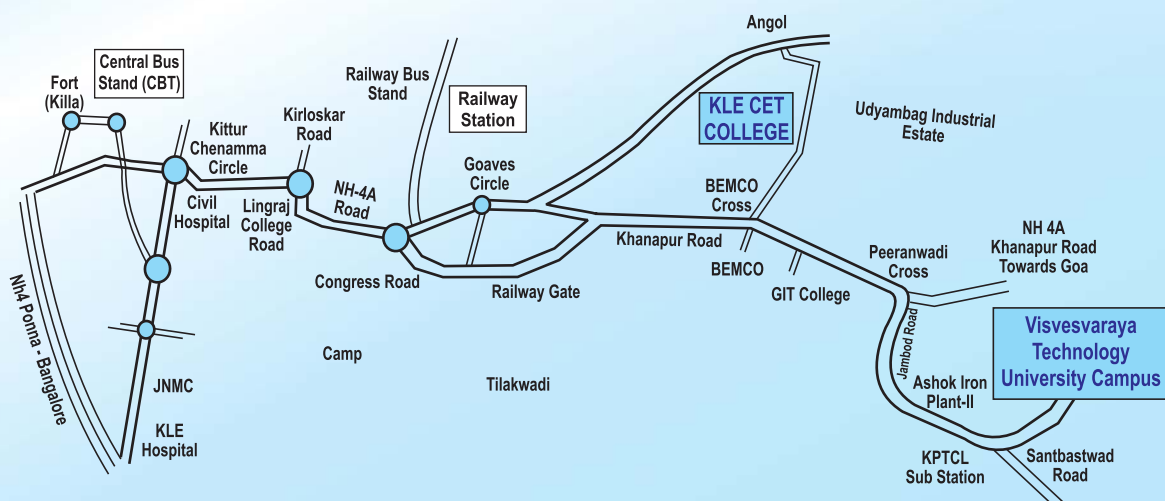 Angol
Central Bus
Stand (CBT)
Fort
(Killa)
Railway Bus
Stand
Railway
Station
KLE CET
COLLEGE
Udyambag Industrial
Estate
Kirloskar
Road
Kittur
Chenamma
Circle
Goaves
Circle
NH-4A
Road
BEMCO
Cross
Civil
Hospital
Lingraj
College
Road
Khanapur Road
NH 4A
Khanapur Road
Towards Goa
Peeranwadi
Cross
Congress Road
Railway Gate
BEMCO
GIT College
Nh4 Ponna - Bangalore
Jambod Road
Visvesvaraya
Technology
University Campus
Camp
Tilakwadi
JNMC
Ashok Iron
Plant-II
KLE
Hospital
KPTCL
Sub Station
Santbastwad
Road